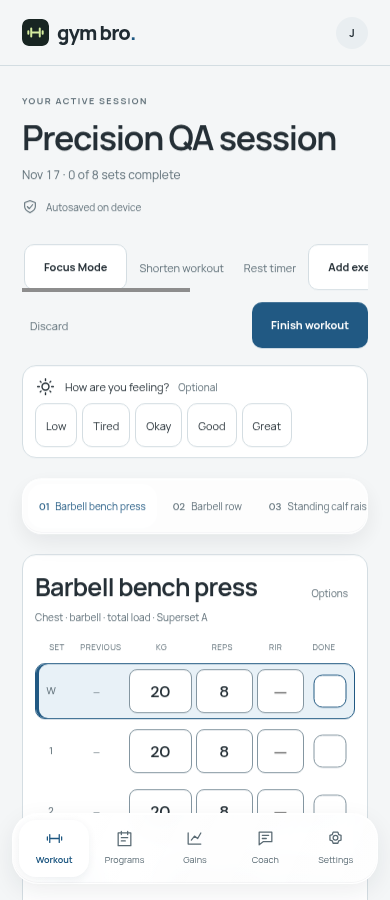 gym bro.
J
YOUR ACTIVE SESSION
Precision QA session
Nov 17 · 0 of 8 sets complete
Autosaved on device
Focus Mode Shorten workout Rest timer Add exe
Discard Finish workout
How are you feeling? Optional
Low Tired Okay Good Great
01 Barbell bench press 02 Barbell row 03 Standing calf rais
Barbell bench press
Options
Chest · barbell · total load · Superset A
SET PREVIOUS KG REPS RIR DONE
W – 20 8 —
1 – 20 8 —
2 – 20 8 —
Workout Programs Gains Coach Settings